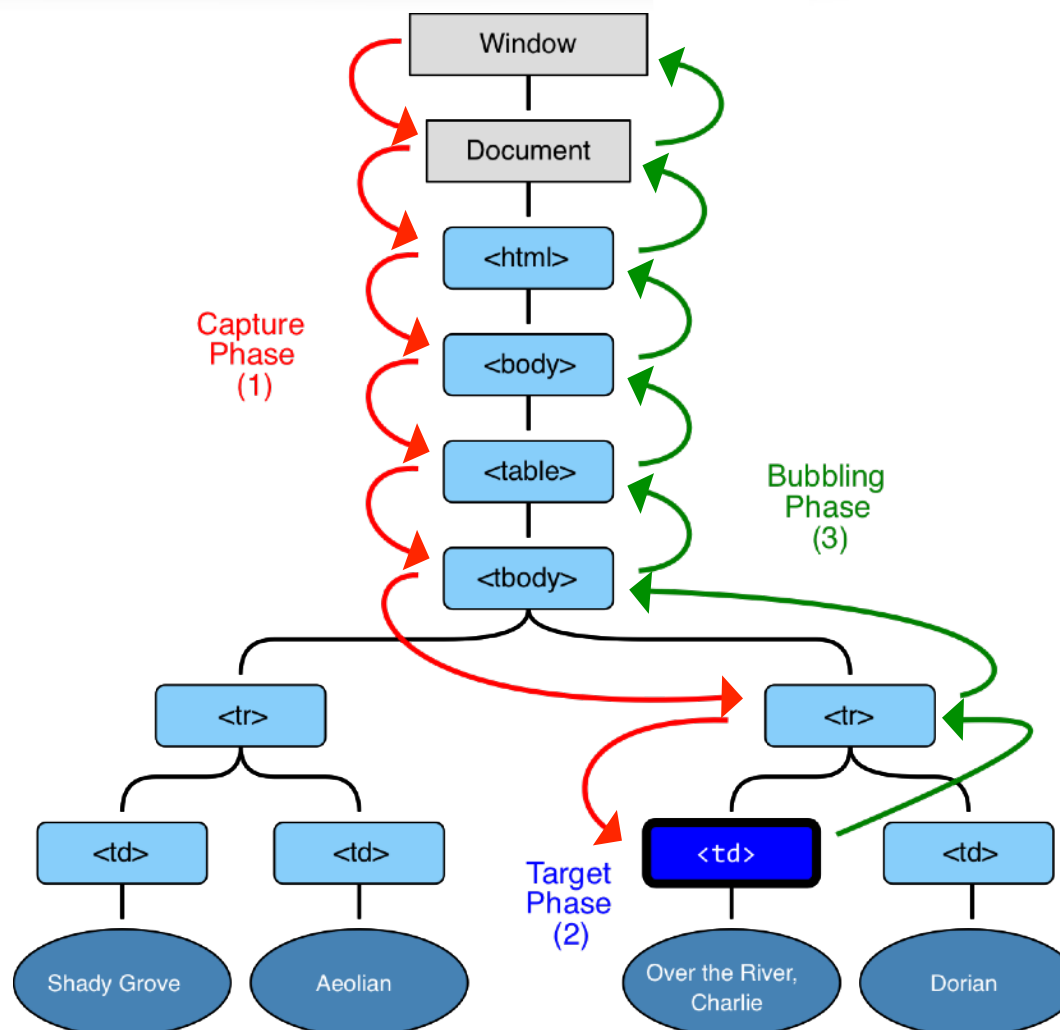 Window
Document
<html>
Capture
Phase
(1)
<body>
<table>
Bubbling
Phase
(3)
<tbody>
<tr>
<tr>
<td>
<td>
<td>
<td>
Target
Phase
(2)
Shady Grove
Aeolian
Over the River,
Charlie
Dorian